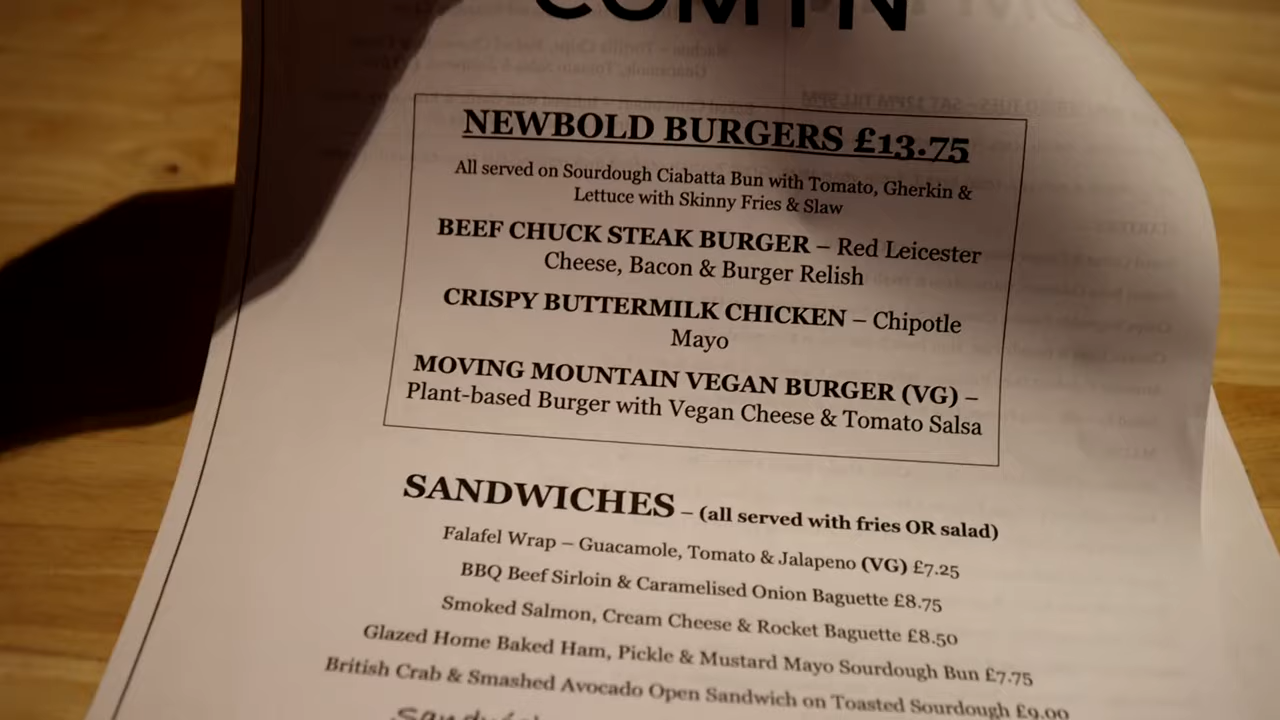 COMYN
NEWBOLD BURGERS £13.75
All served on Sourdough Ciabatta Bun with Tomato, Gherkin &
Lettuce with Skinny Fries & Slaw
BEEF CHUCK STEAK BURGER – Red Leicester
Cheese, Bacon & Burger Relish
CRISPY BUTTERMILK CHICKEN – Chipotle
Mayo
MOVING MOUNTAIN VEGAN BURGER (VG) –
Plant-based Burger with Vegan Cheese & Tomato Salsa
SANDWICHES – (all served with fries OR salad)
Falafel Wrap – Guacamole, Tomato & Jalapeno (VG) £7.25
BBQ Beef Sirloin & Caramelised Onion Baguette £8.75
Smoked Salmon, Cream Cheese & Rocket Baguette £8.50
Glazed Home Baked Ham, Pickle & Mustard Mayo Sourdough Bun £7.75
British Crab & Smashed Avocado Open Sandwich on Toasted Sourdough £9.00